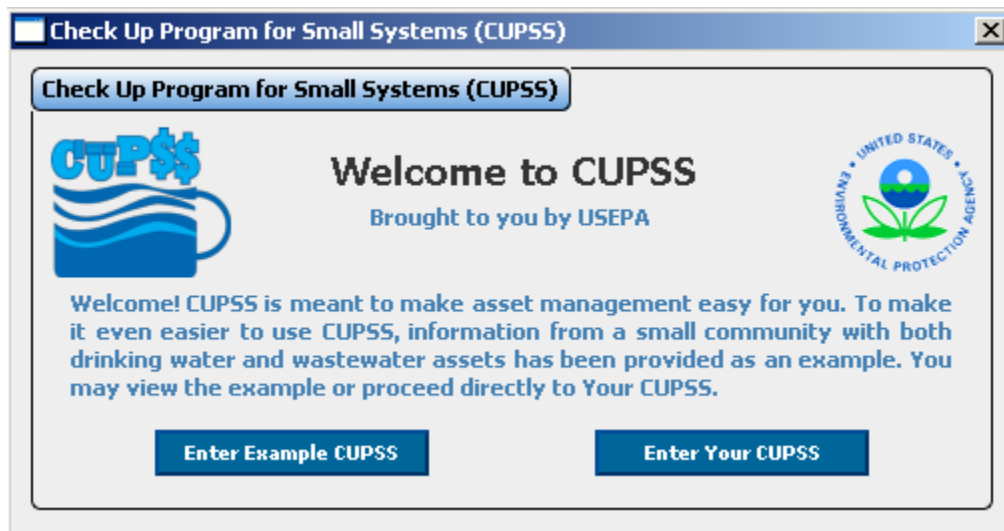 Check Up Program for Small Systems (CUPSS)
Check Up Program for Small Systems (CUPSS)
CUP$$
Welcome to CUPSS
Brought to you by USEPA
UNITED STATES
ENVIRONMENTAL PROTECTION AGENCY
Welcome! CUPSS is meant to make asset management easy for you. To make
it even easier to use CUPSS, information from a small community with both
drinking water and wastewater assets has been provided as an example. You
may view the example or proceed directly to Your CUPSS.
Enter Example CUPSS
Enter Your CUPSS